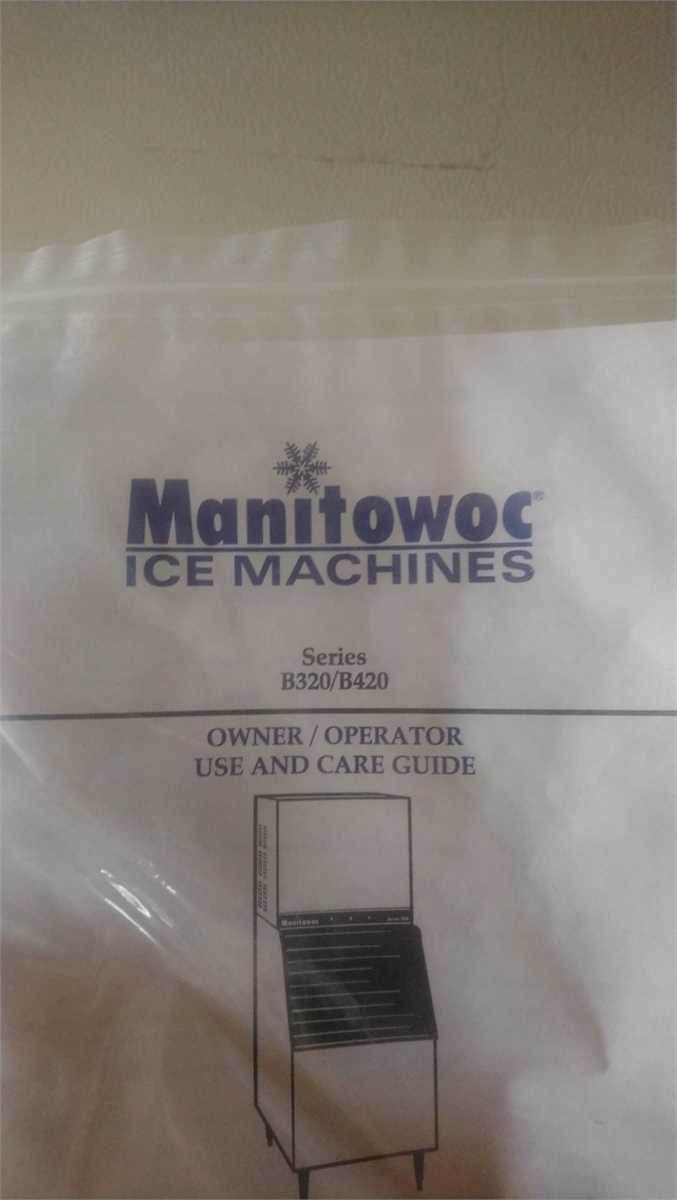 Manitowoc®
ICE MACHINES
Series
B320/B420
OWNER / OPERATOR
USE AND CARE GUIDE
Manitowoc